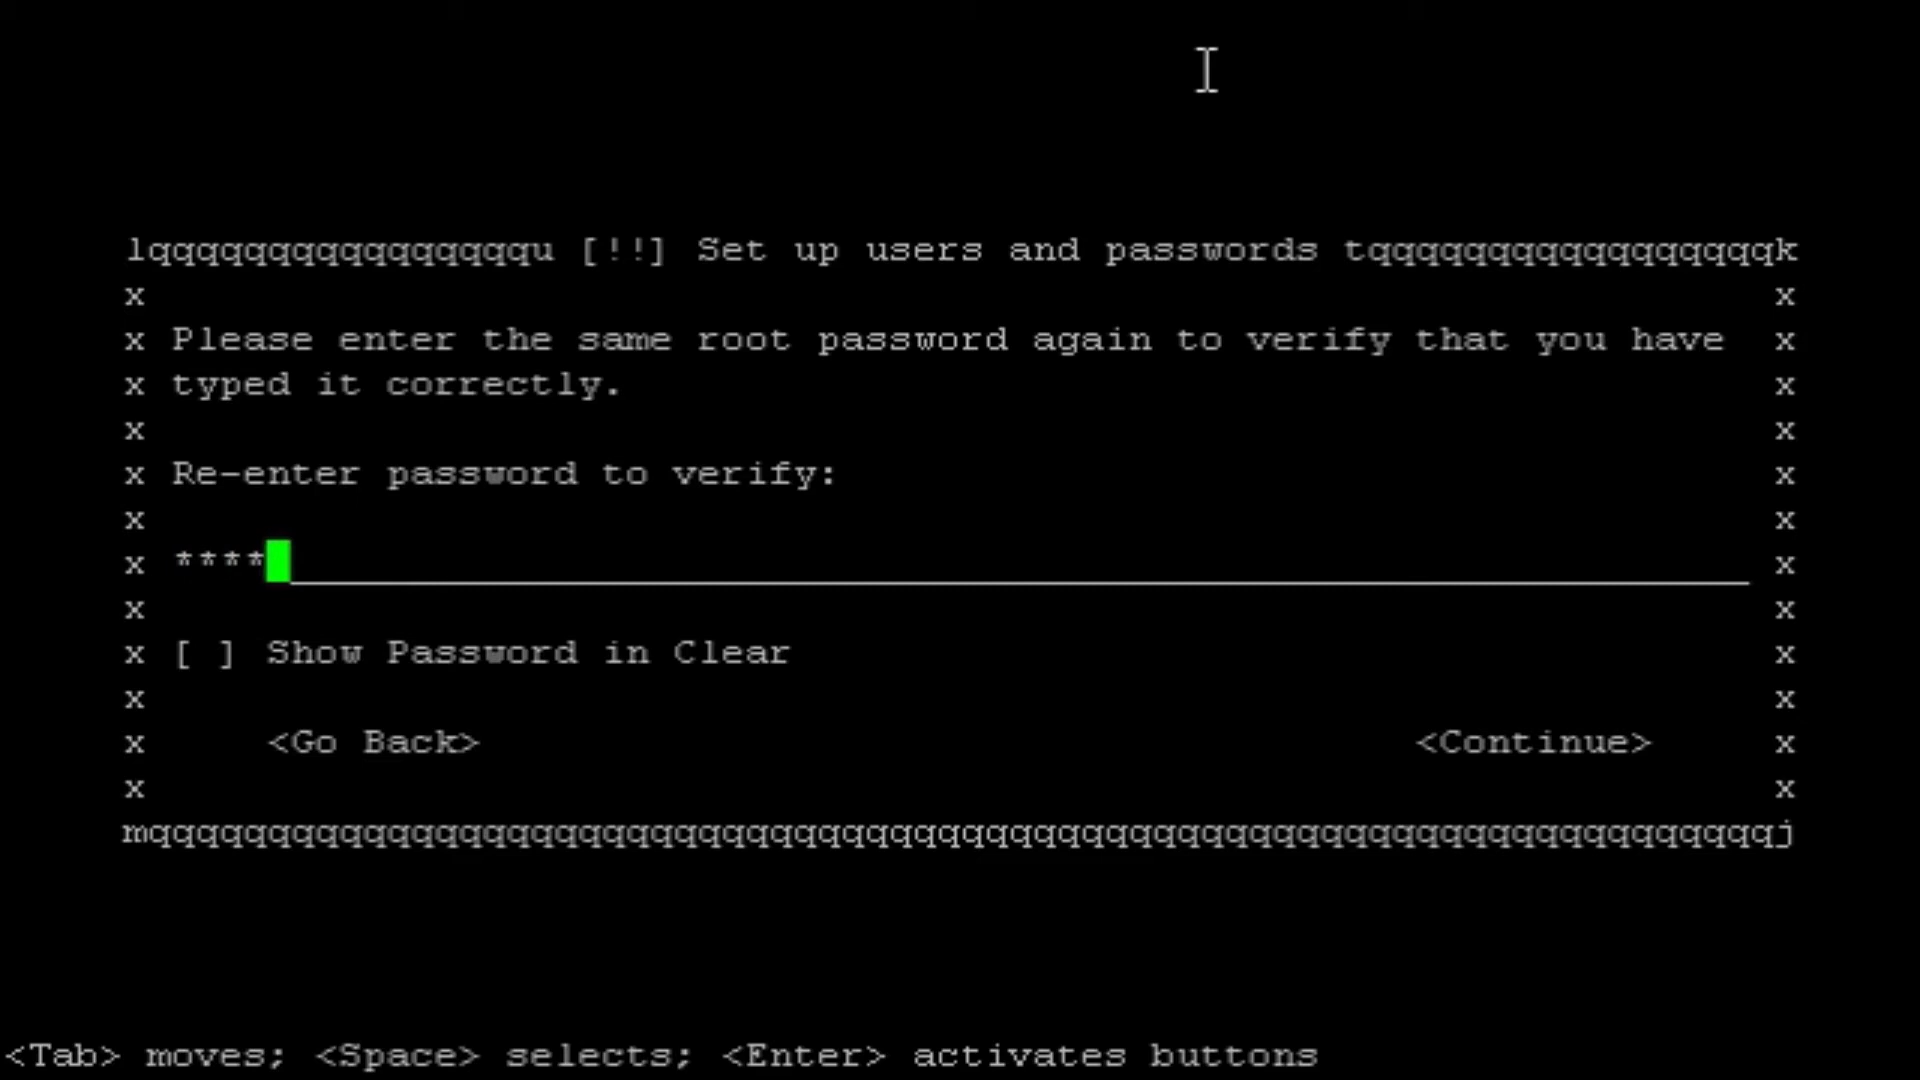 lqqqqqqqqqqqqqqqqqu [!!] Set up users and passwords tqqqqqqqqqqqqqqqqqk
x x
x Please enter the same root password again to verify that you have x
x typed it correctly. x
x x
x Re-enter password to verify: x
x x
x ****_____________________________________________________________ x
x x
x [ ] Show Password in Clear x
x x
x <Go Back> <Continue> x
x x
mqqqqqqqqqqqqqqqqqqqqqqqqqqqqqqqqqqqqqqqqqqqqqqqqqqqqqqqqqqqqqqqqqqqqj
<Tab> moves; <Space> selects; <Enter> activates buttons